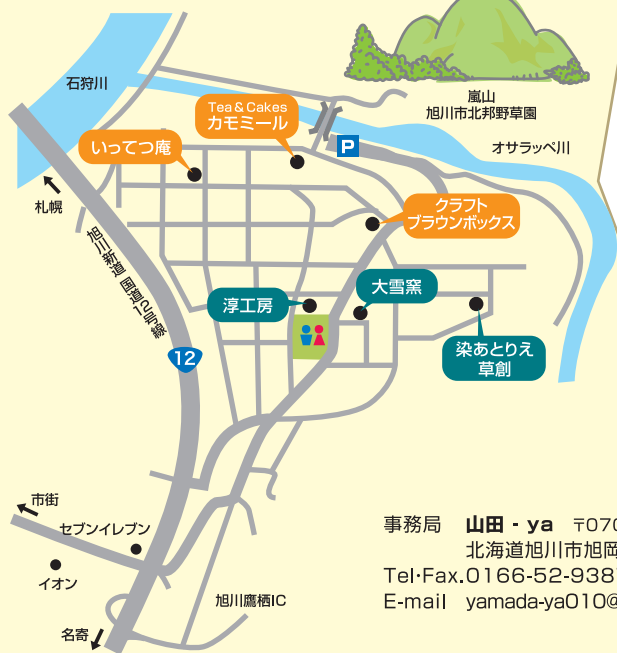 石狩川
嵐山
旭川市北邦野草園
オサラッペ川
Tea & Cakes
カモミール
いってつ庵
P
札幌
クラフト
ブラウンボックス
旭川新道 国道12号線
大雪窯
淳工房
染あとりえ
草創
12
市街
セブンイレブン
イオン
旭川鷹栖IC
名寄
事務局 山田・ya 〒070
北海道旭川市旭岡
Tel・Fax.0166-52-938
E-mail yamada-ya010@